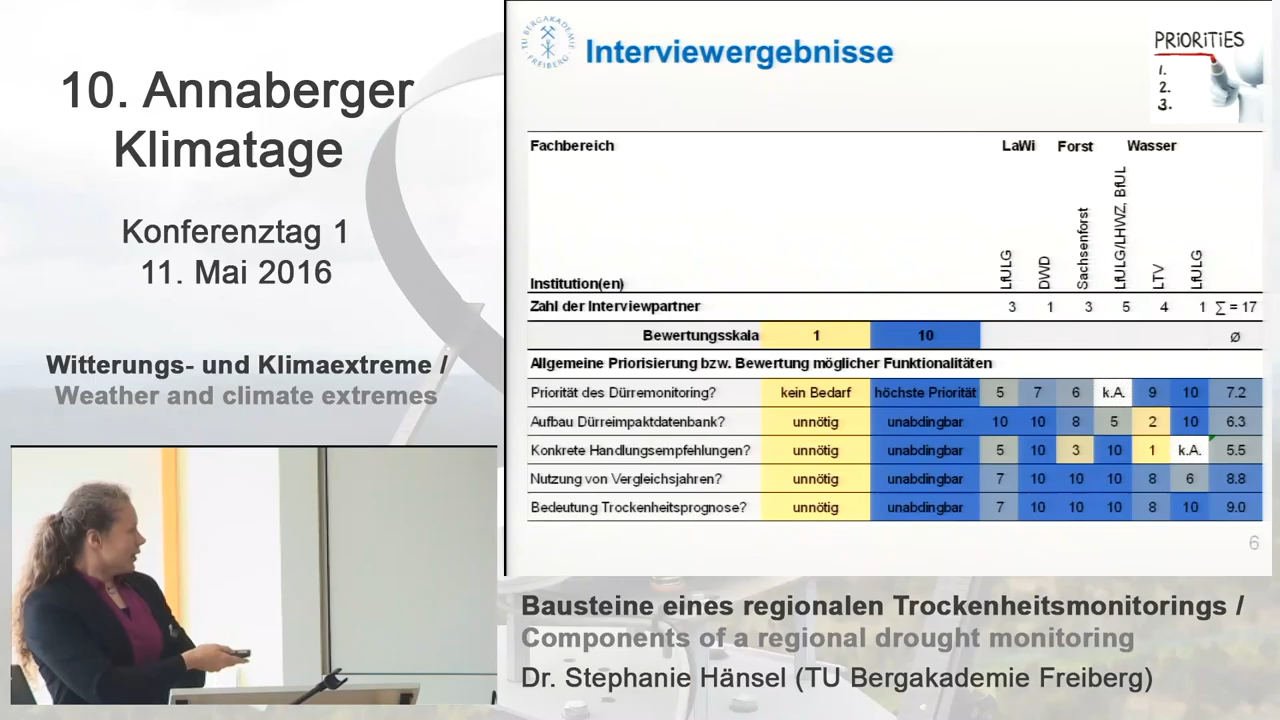 10. Annaberger
Klimatage
Konferenztag 1
11. Mai 2016
Witterungs- und Klimaextreme /
Weather and climate extremes
TU BERGAKADEMIE FREIBERG
Interviewergebnisse
PRIORITIES
1.
2.
3.
Fachbereich LaWi Forst Wasser
Institution(en) LfULG DWD Sachsenforst LfULG/LHWZ, BfUL LTV LfULG
Zahl der Interviewpartner 3 1 3 5 4 1 ∑ = 17
Bewertungsskala 1 10 ø
Allgemeine Priorisierung bzw. Bewertung möglicher Funktionalitäten
Priorität des Dürremonitoring? kein Bedarf höchste Priorität 5 7 6 k.A. 9 10 7.2
Aufbau Dürreimpaktdatenbank? unnötig unabdingbar 10 10 8 5 2 10 6.3
Konkrete Handlungsempfehlungen? unnötig unabdingbar 5 10 3 10 1 k.A. 5.5
Nutzung von Vergleichsjahren? unnötig unabdingbar 7 10 10 10 8 6 8.8
Bedeutung Trockenheitsprognose? unnötig unabdingbar 7 10 10 10 8 10 9.0
6
Bausteine eines regionalen Trockenheitsmonitorings /
Components of a regional drought monitoring
Dr. Stephanie Hänsel (TU Bergakademie Freiberg)